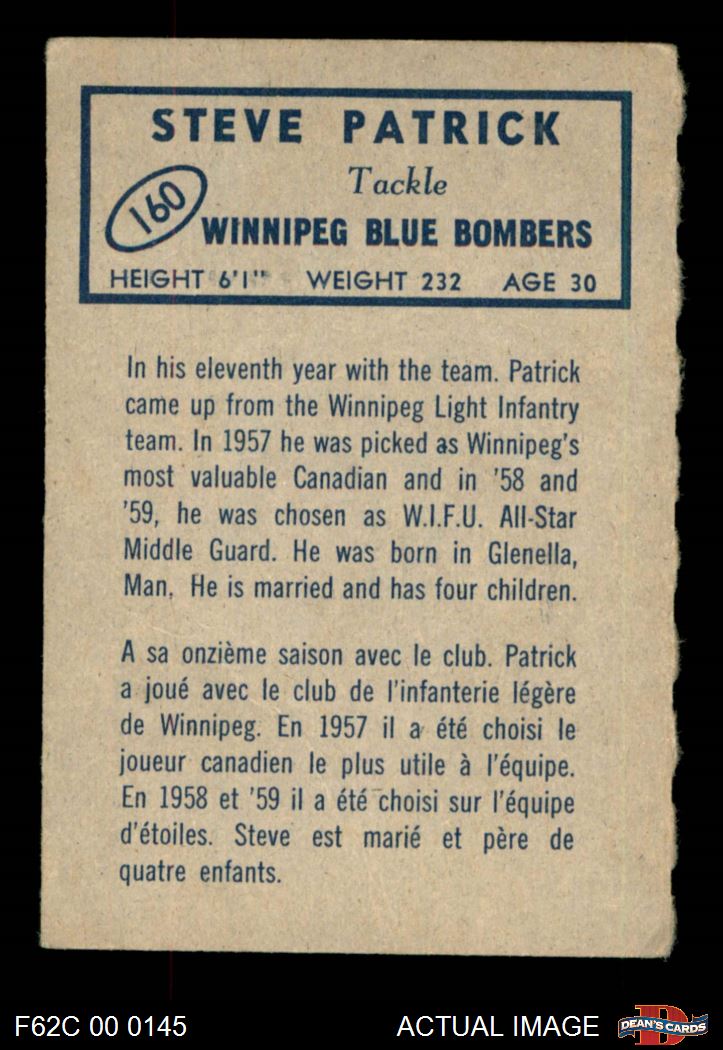 STEVE PATRICK
Tackle
160
WINNIPEG BLUE BOMBERS
HEIGHT 6'1" WEIGHT 232 AGE 30
In his eleventh year with the team. Patrick
came up from the Winnipeg Light Infantry
team. In 1957 he was picked as Winnipeg's
most valuable Canadian and in '58 and
'59, he was chosen as W.I.F.U. All-Star
Middle Guard. He was born in Glenella,
Man. He is married and has four children.
A sa onzième saison avec le club. Patrick
a joué avec le club de l'infanterie légère
de Winnipeg. En 1957 il a été choisi le
joueur canadien le plus utile à l'équipe.
En 1958 et '59 il a été choisi sur l'équipe
d'étoiles. Steve est marié et père de
quatre enfants.
F62C 00 0145 ACTUAL IMAGE DEAN'S CARDS